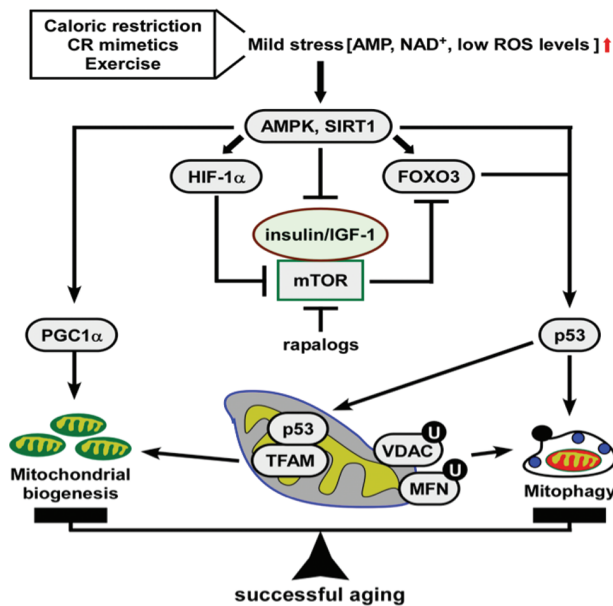 Caloric restriction
CR mimetics
Exercise
Mild stress [AMP, NAD⁺, low ROS levels ]
AMPK, SIRT1
HIF-1α
FOXO3
insulin/IGF-1
mTOR
rapalogs
PGC1α
p53
p53
TFAM
VDAC
U
MFN
U
Mitochondrial
biogenesis
Mitophagy
successful aging